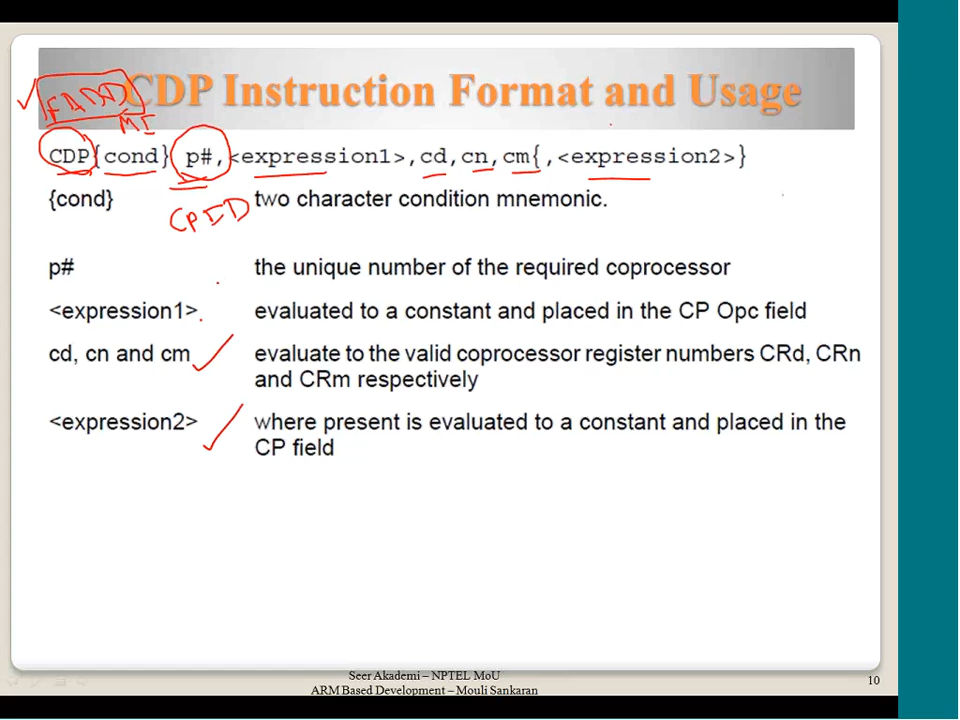 CDP Instruction Format and Usage
FADD
MI
CDP{cond} p#,<expression1>,cd,cn,cm{,<expression2>}
{cond} two character condition mnemonic.
CPID
p# the unique number of the required coprocessor
<expression1> evaluated to a constant and placed in the CP Opc field
cd, cn and cm evaluate to the valid coprocessor register numbers CRd, CRn
and CRm respectively
<expression2> where present is evaluated to a constant and placed in the
CP field
Seer Akademi – NPTEL MoU
ARM Based Development – Mouli Sankaran
10